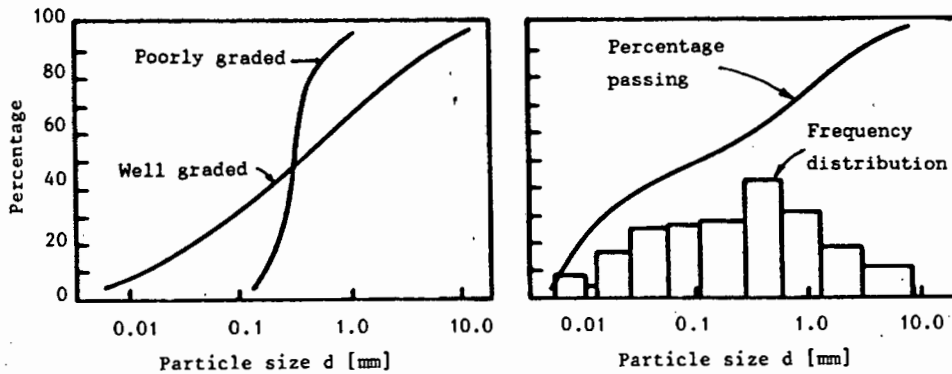 100
80
60
40
20
0
Percentage
Poorly graded
Well graded
0.01 0.1 1.0 10.0
Particle size d [mm]
Percentage
passing
Frequency
distribution
0.01 0.1 1.0 10.0
Particle size d [mm]